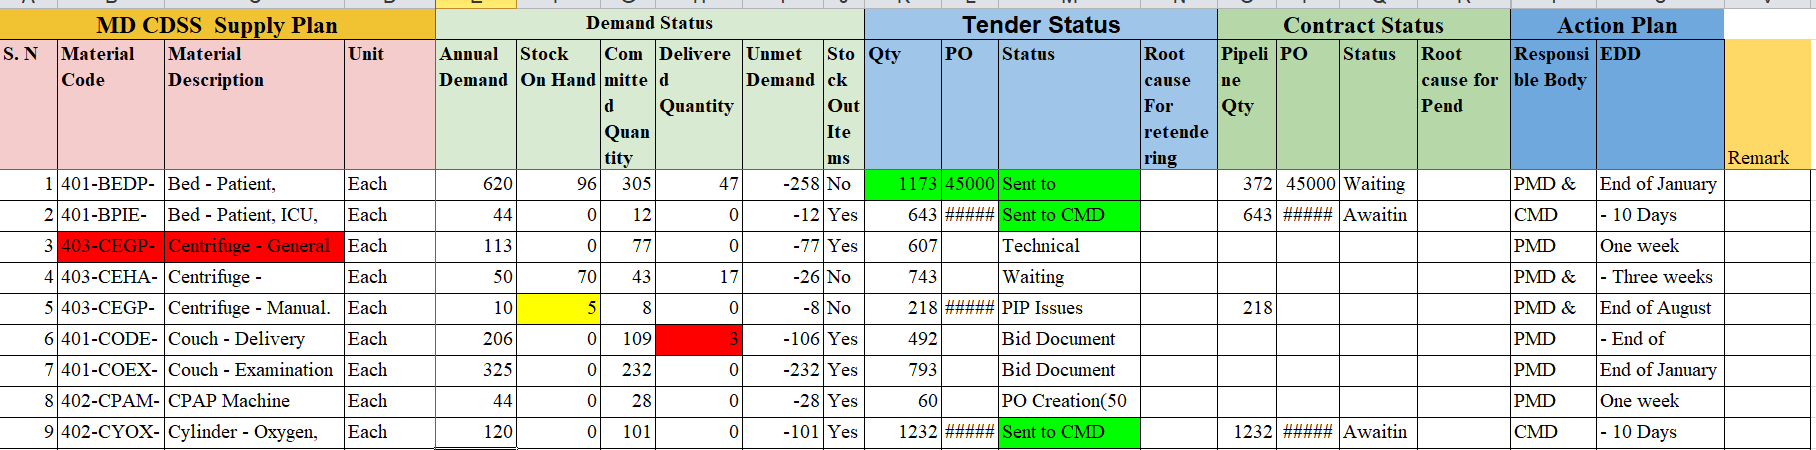 MD CDSS  Supply Plan Demand Status Tender Status Contract Status Action Plan
S. N Material Code Material Description Unit Annual Demand Stock On Hand Committed Quantity Delivered Quantity Unmet Demand Stock Out Items Qty PO Status Root cause For retendering Pipeline Qty PO Status Root cause for Pend Responsible Body EDD Remark
1 401-BEDP- Bed - Patient, Each 620 96 305 47 -258 No 1173 45000 Sent to 372 45000 Waiting PMD & End of January
2 401-BPIE- Bed - Patient, ICU, Each 44 0 12 0 -12 Yes 643 ##### Sent to CMD 643 ##### Awaitin CMD - 10 Days
3 403-CEGP- Centrifuge - General Each 113 0 77 0 -77 Yes 607 Technical PMD One week
4 403-CEHA- Centrifuge - Each 50 70 43 17 -26 No 743 Waiting PMD & - Three weeks
5 403-CEGP- Centrifuge - Manual. Each 10 5 8 0 -8 No 218 ##### PIP Issues 218 PMD & End of August
6 401-CODE- Couch - Delivery Each 206 0 109 3 -106 Yes 492 Bid Document PMD - End of
7 401-COEX- Couch - Examination Each 325 0 232 0 -232 Yes 793 Bid Document PMD End of January
8 402-CPAM- CPAP Machine Each 44 0 28 0 -28 Yes 60 PO Creation(50 PMD One week
9 402-CYOX- Cylinder - Oxygen, Each 120 0 101 0 -101 Yes 1232 ##### Sent to CMD 1232 ##### Awaitin CMD - 10 Days